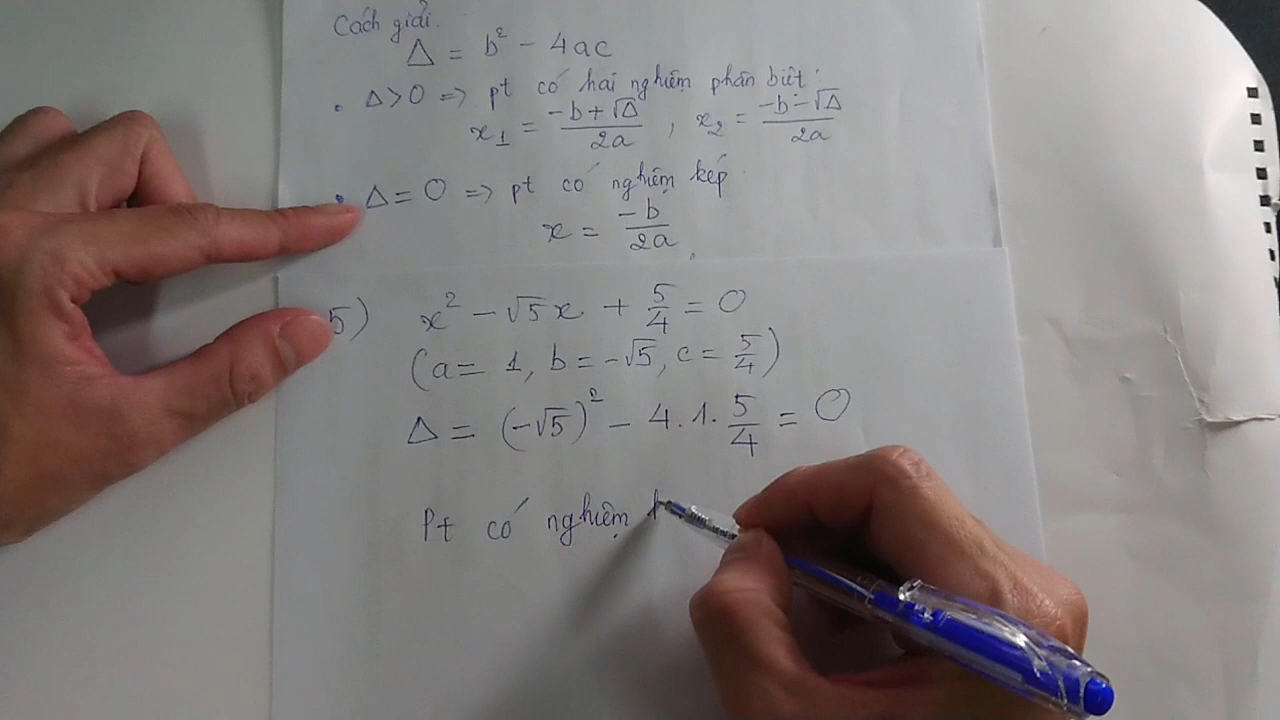 Cách giải.
Δ = b² - 4ac
• Δ > 0 => pt có hai nghiệm phân biệt:
x₁ = (-b + √Δ)/2a , x₂ = (-b - √Δ)/2a
• Δ = 0 => pt có nghiệm kép
x = -b/2a
5) x² - √5x + 5/4 = 0
(a = 1, b = -√5, c = 5/4)
Δ = (-√5)² - 4.1. 5/4 = 0
Pt có nghiệm